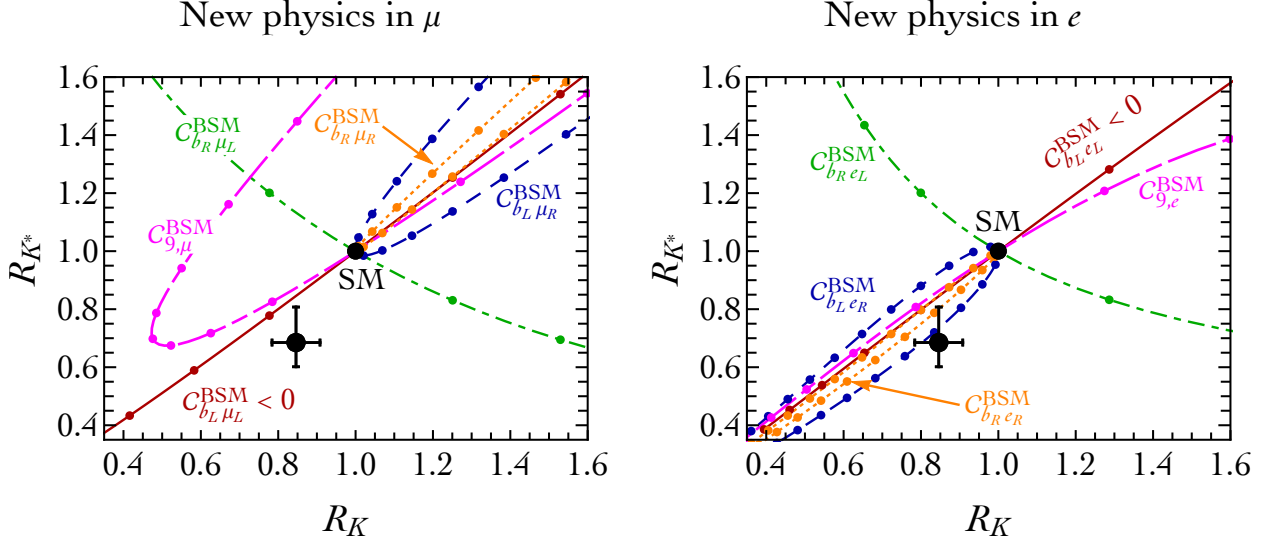 New physics in μ
New physics in e
1.6
1.4
1.2
1.0
0.8
0.6
0.4
R_{K*}
C^{BSM}_{b_R μ_L}
C^{BSM}_{b_R μ_R}
C^{BSM}_{b_L μ_R}
C^{BSM}_{9,μ}
SM
C^{BSM}_{b_L μ_L} < 0
0.4 0.6 0.8 1.0 1.2 1.4 1.6
R_K
1.6
1.4
1.2
1.0
0.8
0.6
0.4
R_{K*}
C^{BSM}_{b_L e_L} < 0
C^{BSM}_{b_R e_L}
C^{BSM}_{9,e}
SM
C^{BSM}_{b_L e_R}
C^{BSM}_{b_R e_R}
0.4 0.6 0.8 1.0 1.2 1.4 1.6
R_K